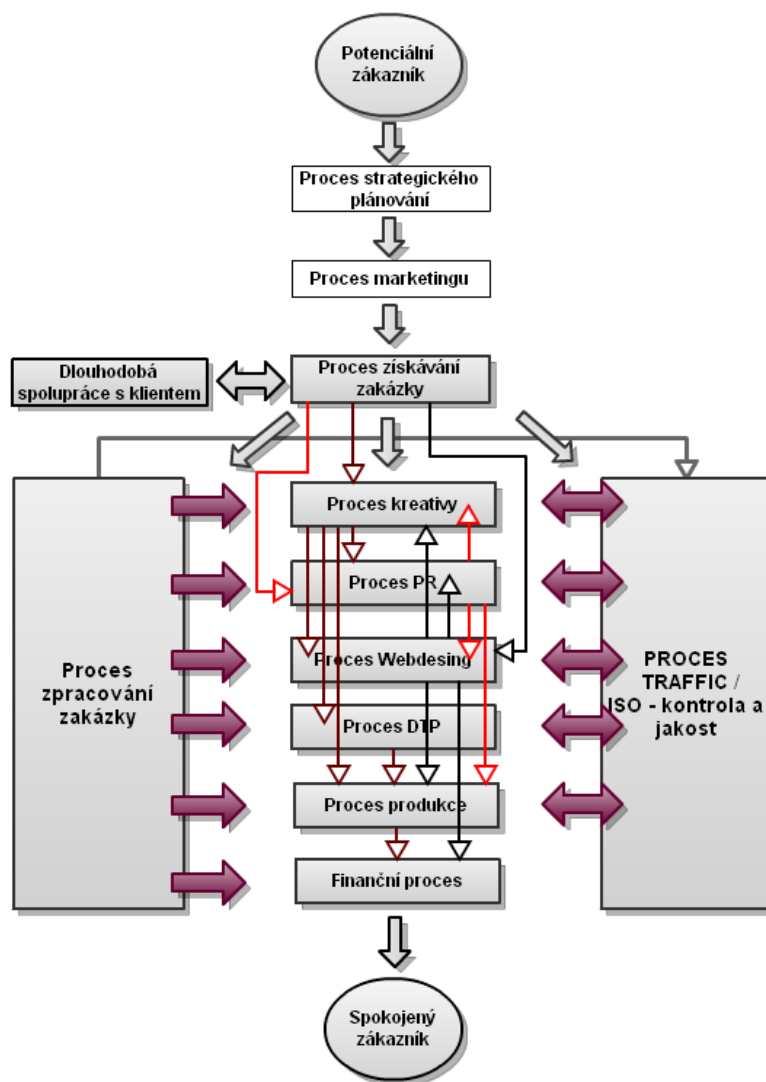 Potenciální
zákazník
Proces strategického
plánování
Proces marketingu
Dlouhodobá
spolupráce s klientem
Proces získávání
zakázky
Proces kreativy
Proces PR
Proces
zpracování
zakázky
Proces Webdesing
PROCES
TRAFFIC /
ISO - kontrola a
jakost
Proces DTP
Proces produkce
Finanční proces
Spokojený
zákazník